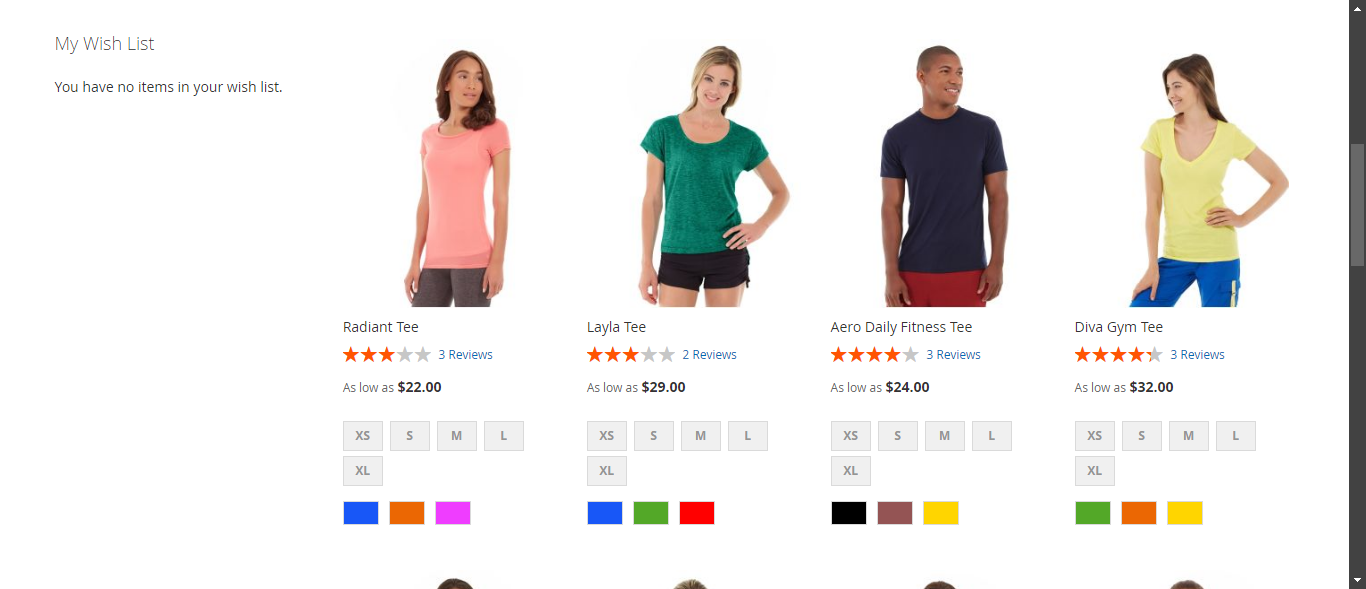 My Wish List
You have no items in your wish list.
Radiant Tee
3 Reviews
As low as $22.00
XS S M L
XL
Layla Tee
2 Reviews
As low as $29.00
XS S M L
XL
Aero Daily Fitness Tee
3 Reviews
As low as $24.00
XS S M L
XL
Diva Gym Tee
3 Reviews
As low as $32.00
XS S M L
XL